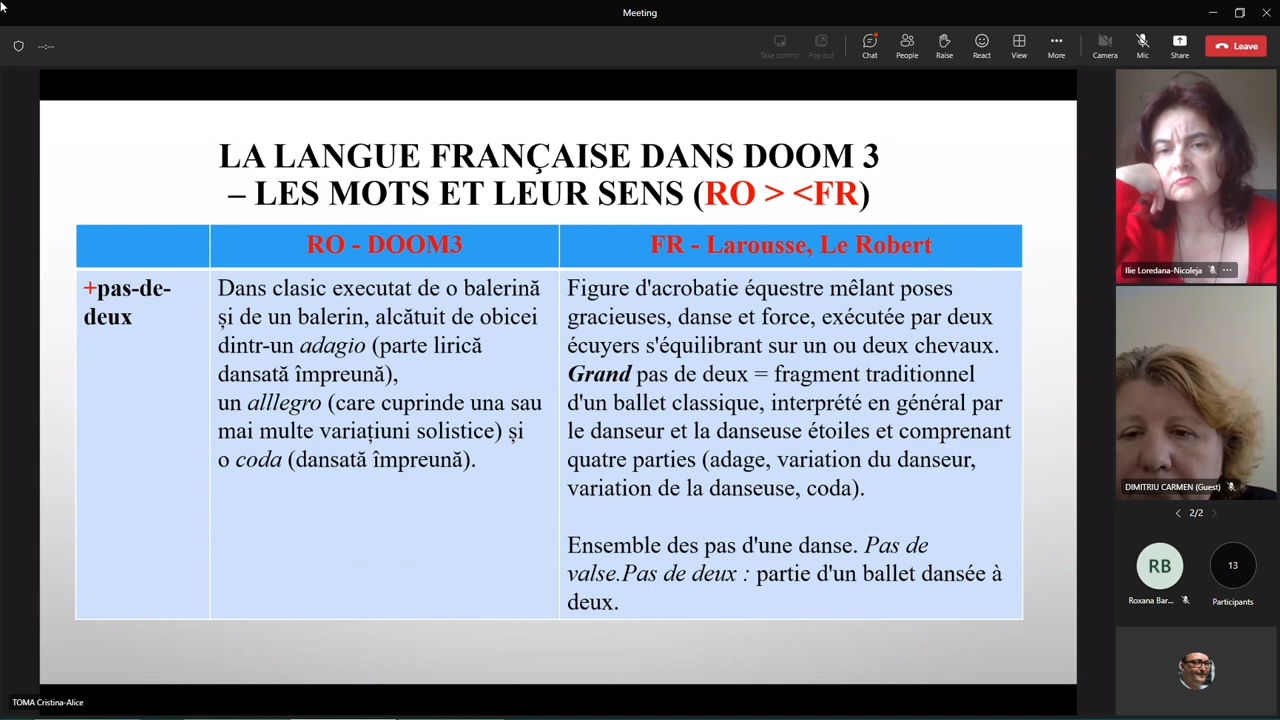 Meeting
--:--
Take control
Pop out
Chat
People
Raise
React
View
More
Camera
Mic
Share
Leave
LA LANGUE FRANÇAISE DANS DOOM 3
– LES MOTS ET LEUR SENS (RO > <FR)
RO - DOOM3
FR - Larousse, Le Robert
+pas-de-
deux
Dans clasic executat de o balerină
și de un balerin, alcătuit de obicei
dintr-un adagio (parte lirică
dansată împreună),
un alllegro (care cuprinde una sau
mai multe variațiuni solistice) și
o coda (dansată împreună).
Figure d'acrobatie équestre mêlant poses
gracieuses, danse et force, exécutée par deux
écuyers s'équilibrant sur un ou deux chevaux.
Grand pas de deux = fragment traditionnel
d'un ballet classique, interprété en général par
le danseur et la danseuse étoiles et comprenant
quatre parties (adage, variation du danseur,
variation de la danseuse, coda).
Ensemble des pas d'une danse. Pas de
valse.Pas de deux : partie d'un ballet dansée à
deux.
Ilie Loredana-Nicoleja
DIMITRIU CARMEN (Guest)
2/2
RB
13
Roxana Bar...
Participants
TOMA Cristina-Alice